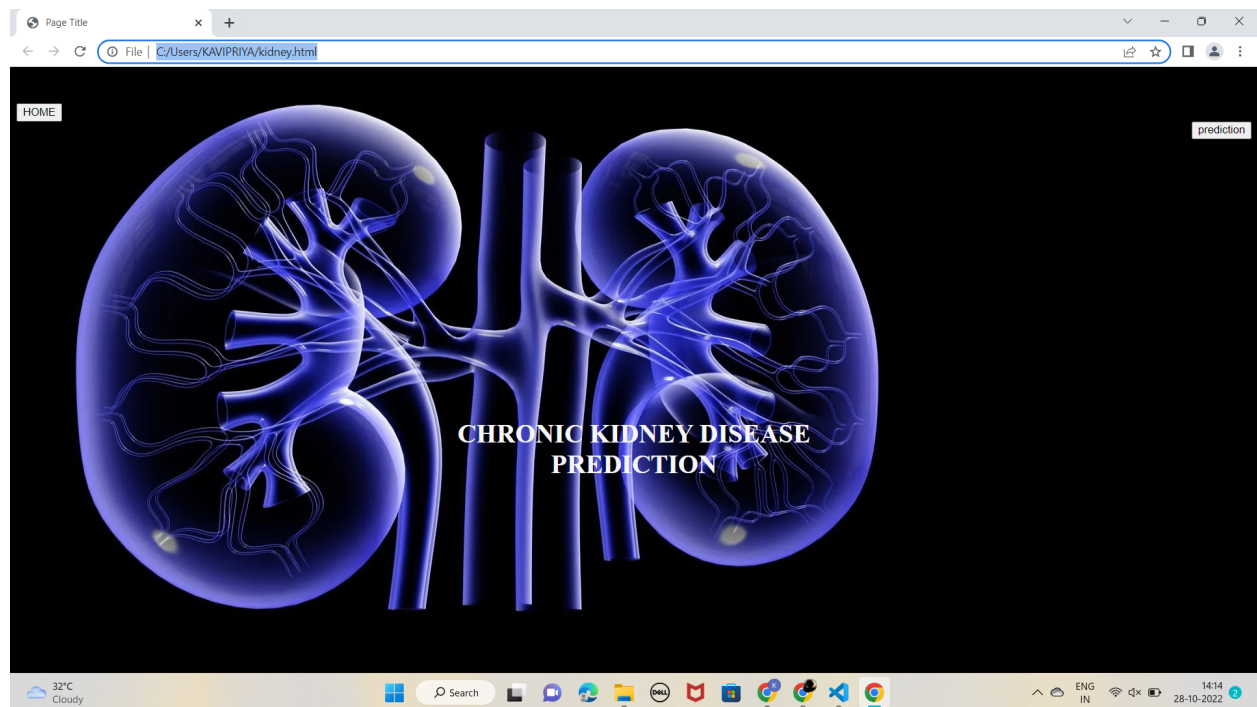 Page Title
File | C:/Users/KAVIPRIYA/kidney.html
HOME
prediction
CHRONIC KIDNEY DISEASE
PREDICTION
32°C
Cloudy
Search
DELL
K
ENG
IN
14:14
28-10-2022
2